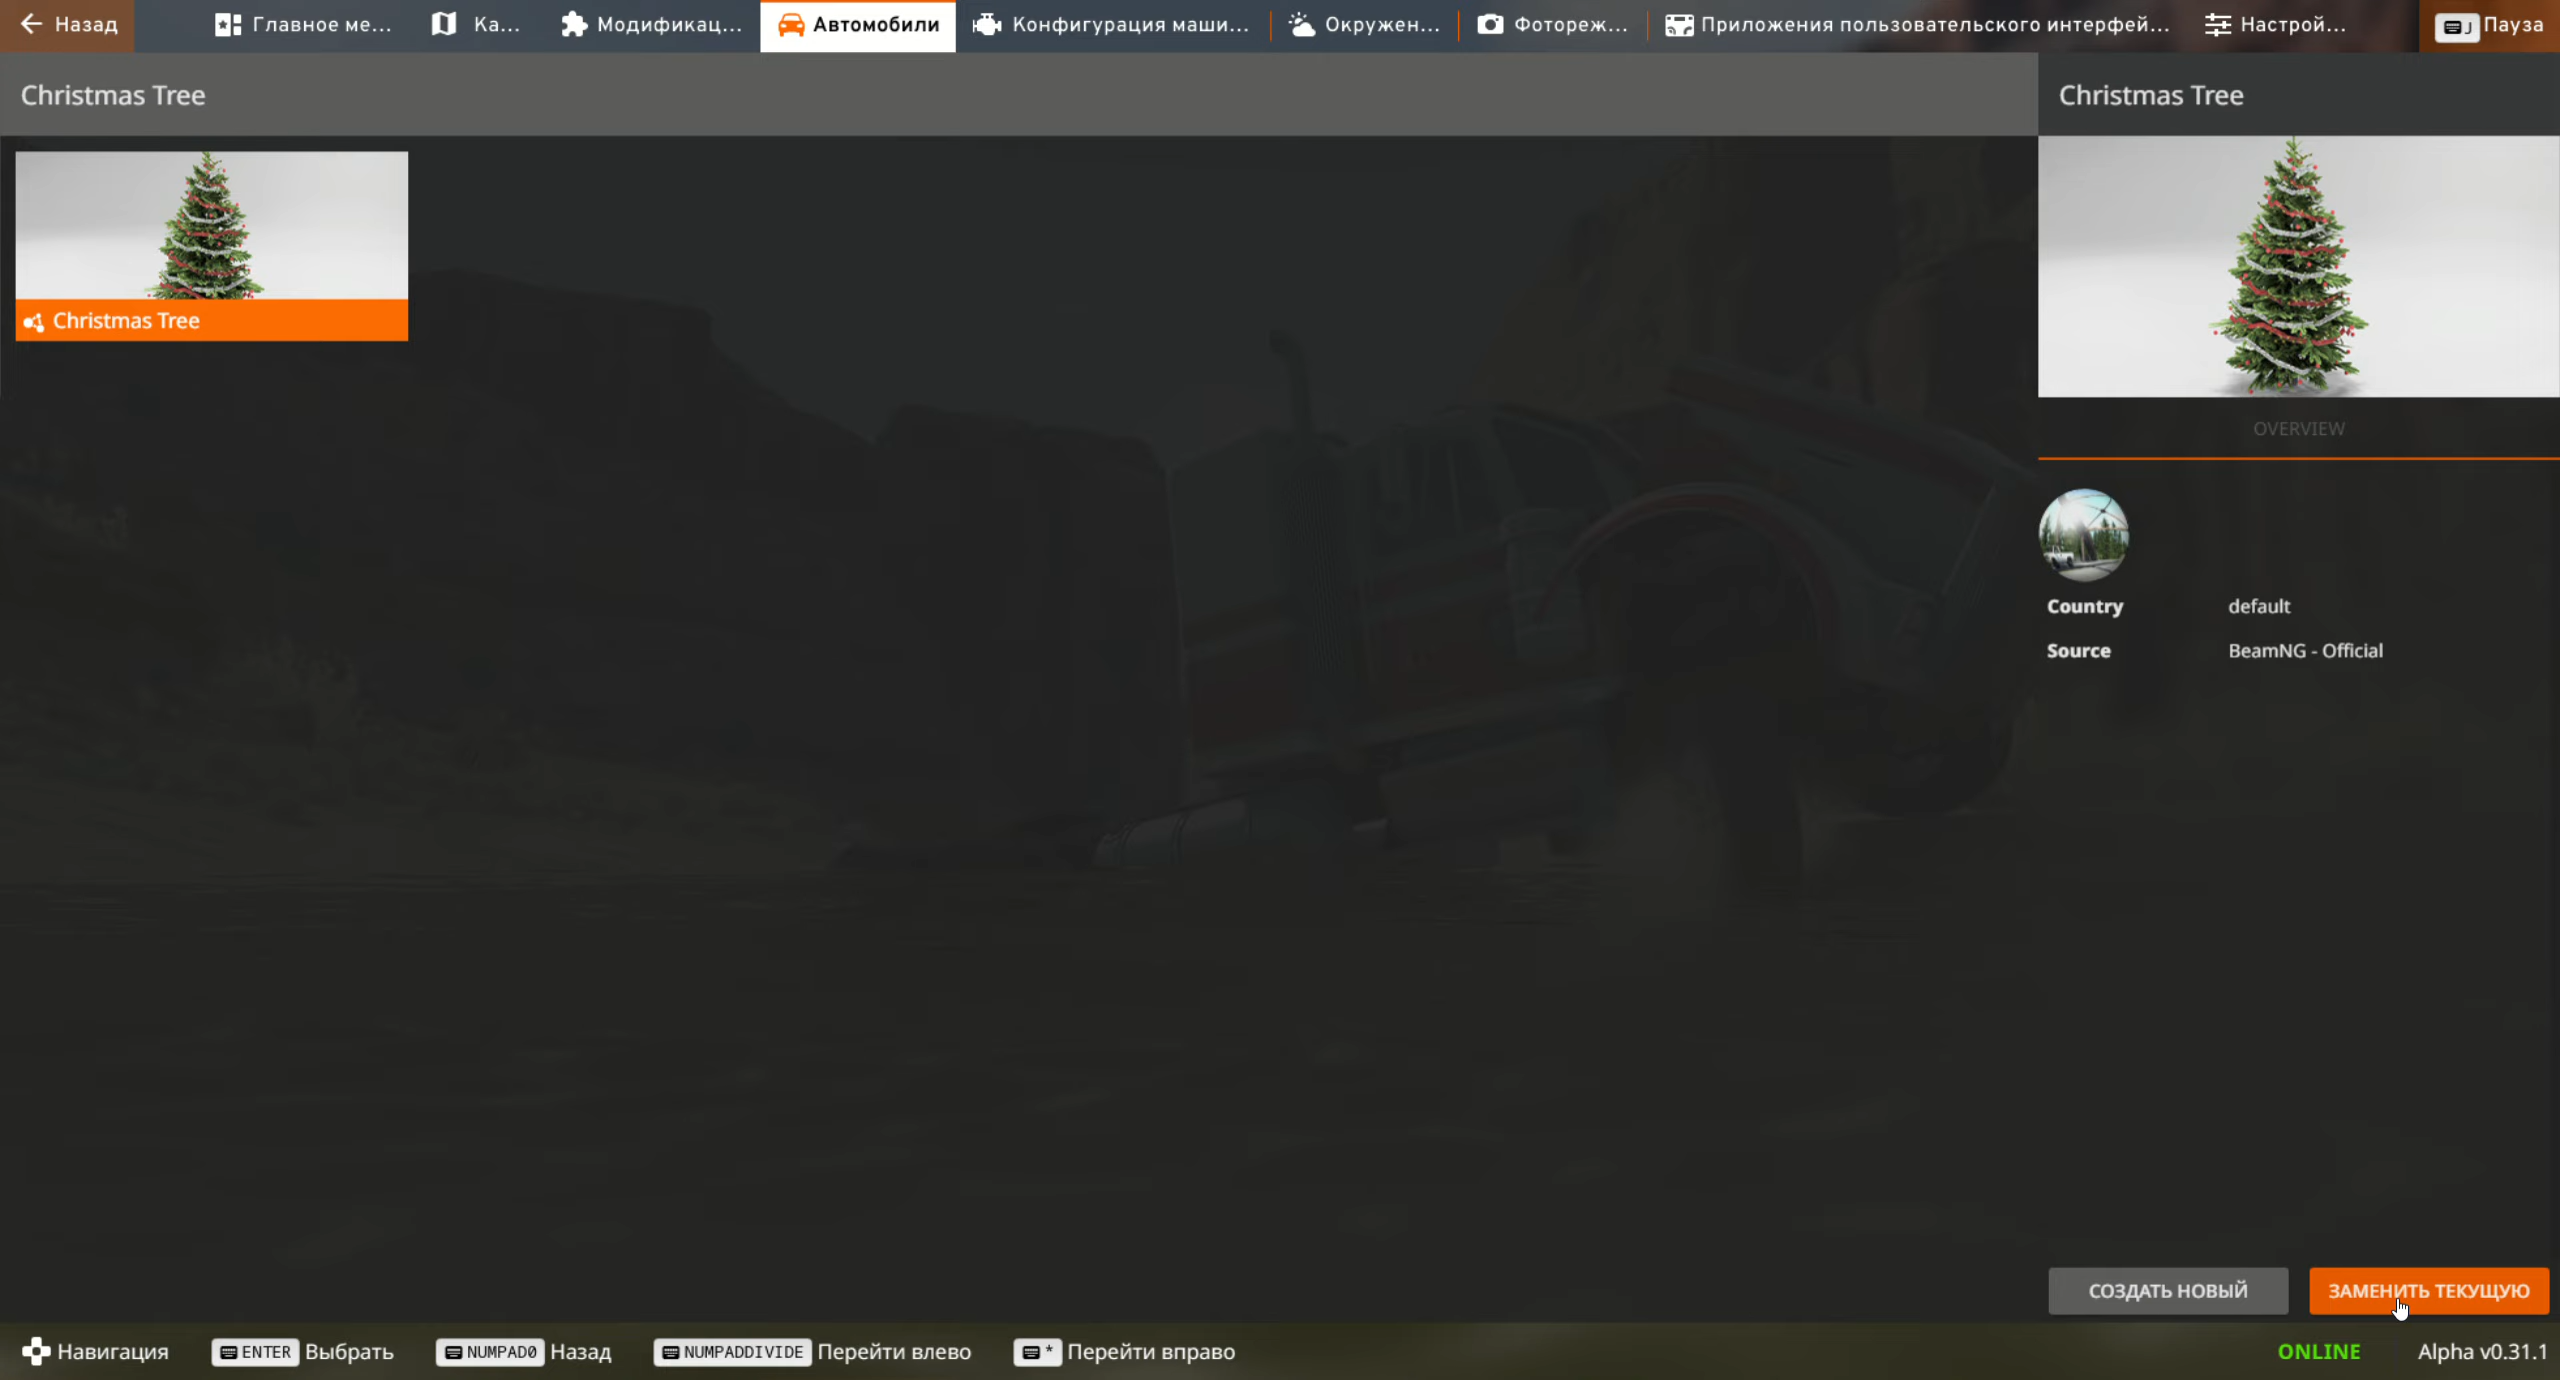 Назад
Главное ме...
Ка...
Модификац...
Автомобили
Конфигурация маши...
Окружен...
Фотореж...
Приложения пользовательского интерфей...
Настрой...
J Пауза
Christmas Tree
Christmas Tree
Christmas Tree
OVERVIEW
Country default
Source BeamNG - Official
СОЗДАТЬ НОВЫЙ
ЗАМЕНИТЬ ТЕКУЩУЮ
Навигация
ENTER Выбрать
NUMPAD0 Назад
NUMPADDIVIDE Перейти влево
* Перейти вправо
ONLINE
Alpha v0.31.1